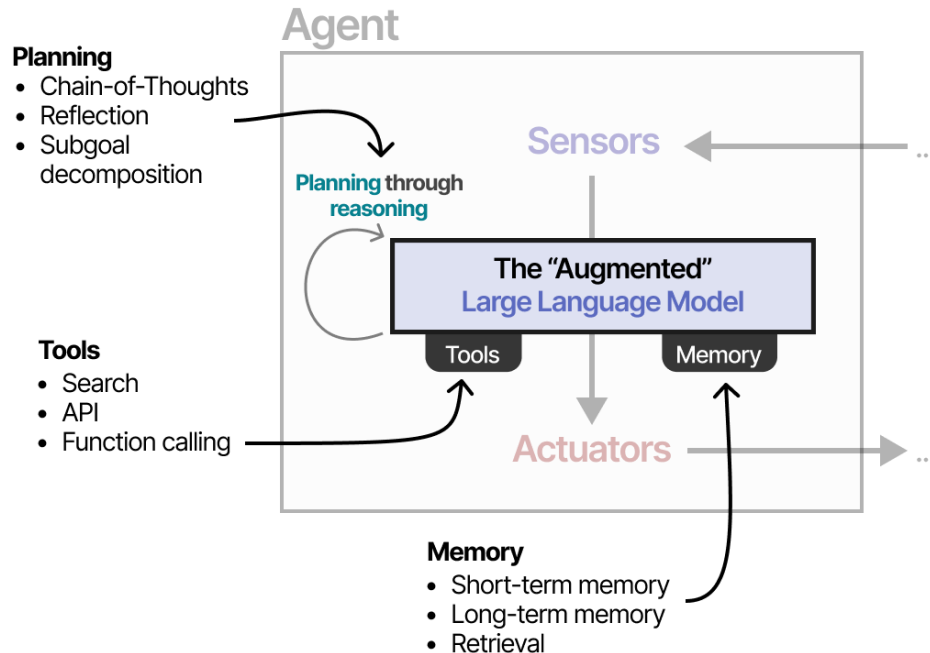 Agent
Planning
• Chain-of-Thoughts
• Reflection
• Subgoal
decomposition
Sensors
..
Planning through
reasoning
The “Augmented”
Large Language Model
Tools
Memory
Tools
• Search
• API
• Function calling
Actuators
..
Memory
• Short-term memory
• Long-term memory
• Retrieval